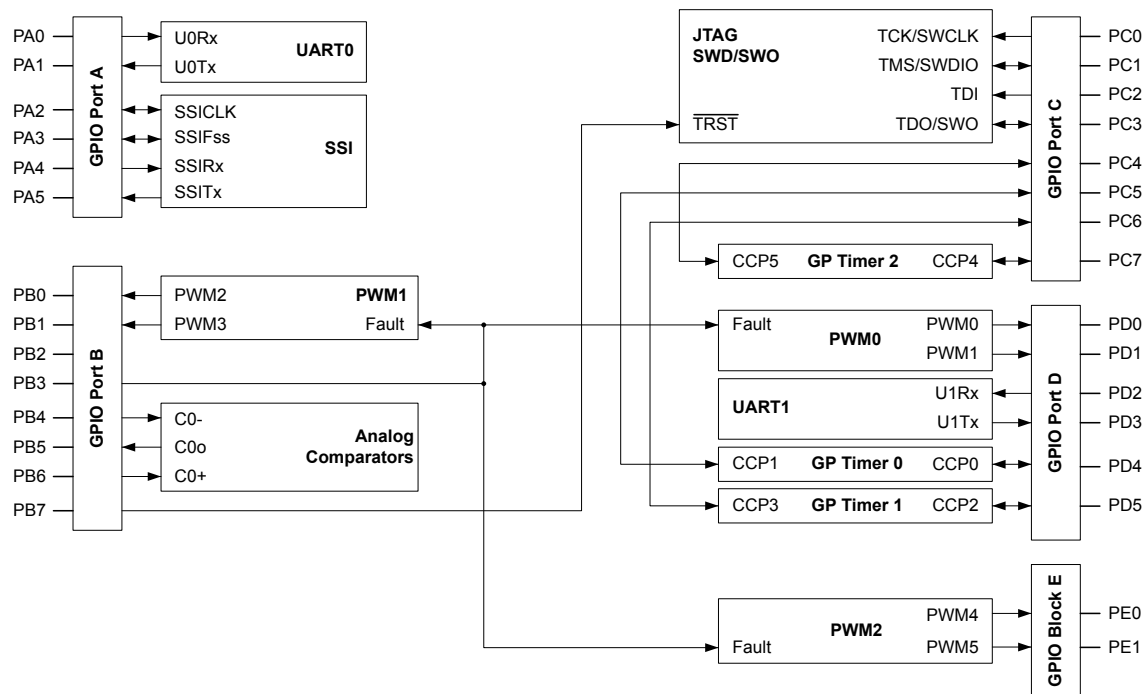 PA0
PA1
PA2
PA3
PA4
PA5
GPIO Port A
U0Rx
U0Tx
UART0
SSICLK
SSIFss
SSIRx
SSITx
SSI
PB0
PB1
PB2
PB3
PB4
PB5
PB6
PB7
GPIO Port B
PWM2
PWM3
PWM1
Fault
C0-
C0o
C0+
Analog
Comparators
JTAG
SWD/SWO
TRST
TCK/SWCLK
TMS/SWDIO
TDI
TDO/SWO
CCP5 GP Timer 2 CCP4
GPIO Port C
PC0
PC1
PC2
PC3
PC4
PC5
PC6
PC7
Fault
PWM0
PWM0
PWM1
UART1
U1Rx
U1Tx
CCP1 GP Timer 0 CCP0
CCP3 GP Timer 1 CCP2
GPIO Port D
PD0
PD1
PD2
PD3
PD4
PD5
Fault
PWM2
PWM4
PWM5
GPIO Block E
PE0
PE1